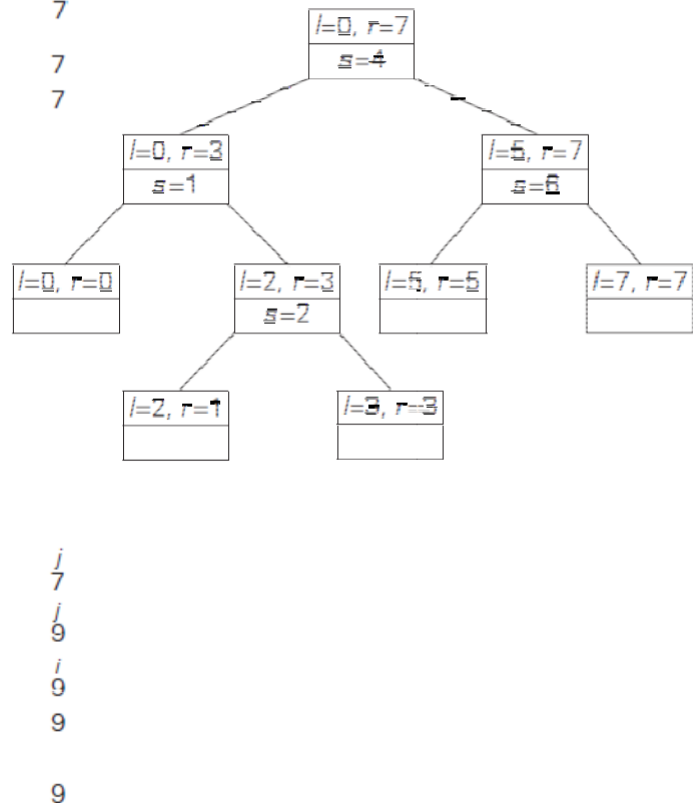 7
l=0, r=7
7
s=4
7
l=0, r=3
l=5, r=7
s=1
s=6
l=0, r=0
l=2, r=3
l=5, r=5
l=7, r=7
s=2
l=2, r=1
l=3, r=3
j
7
j
9
i
9
9
9